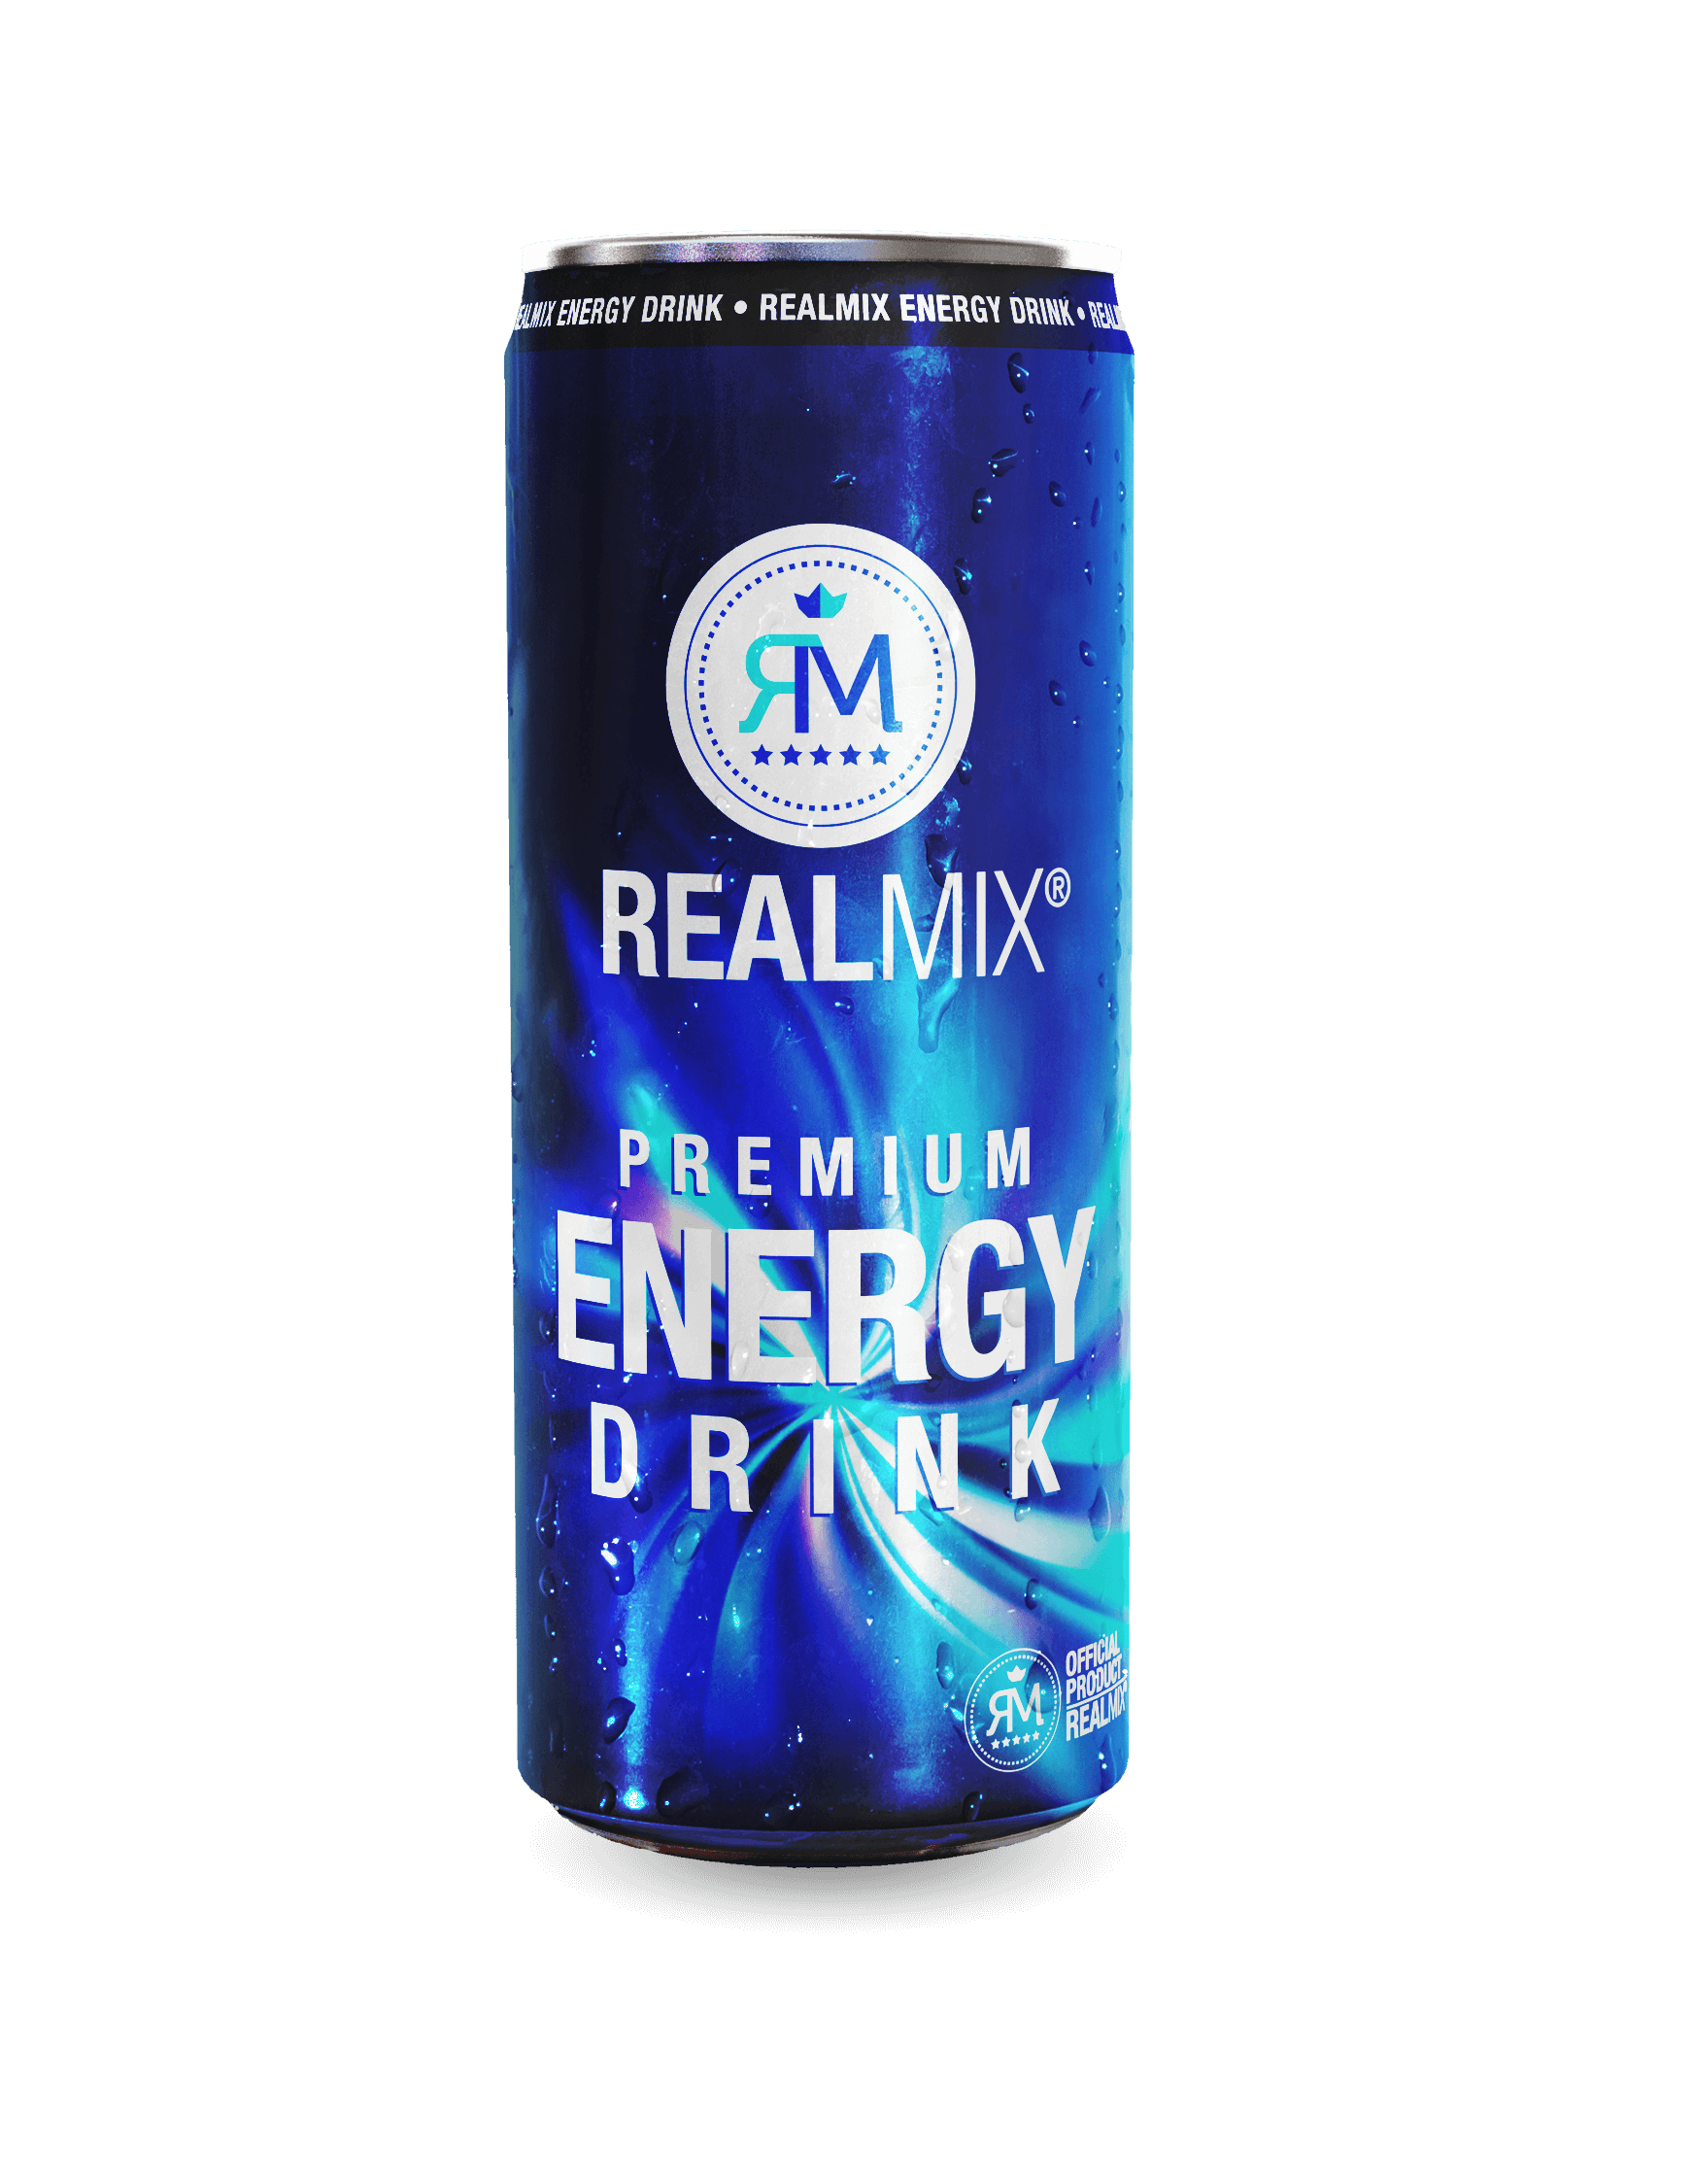 REALMIX ENERGY DRINK • REALMIX ENERGY DRINK •
RM
REALMIX®
PREMIUM
ENERGY
DRINK
RM
OFFICIAL
PRODUCT
REALMIX®